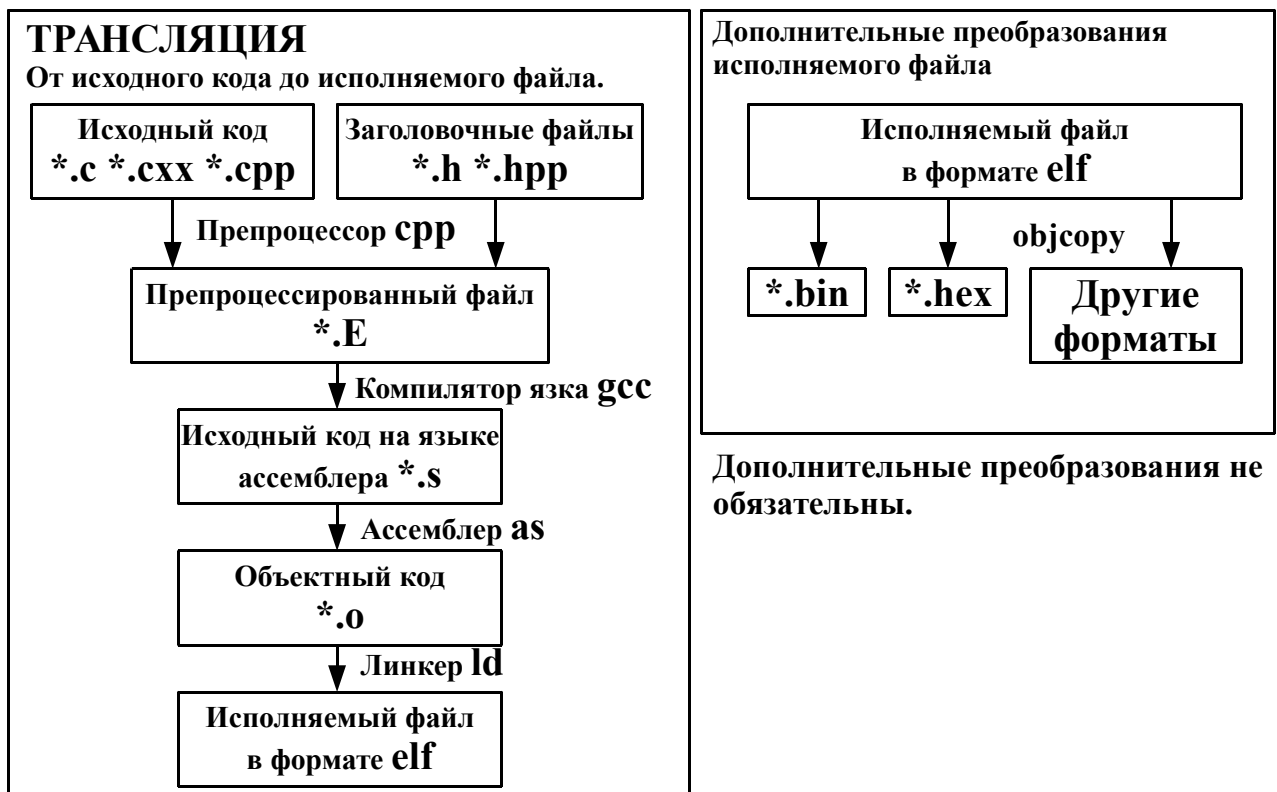 ТРАНСЛЯЦИЯ
От исходного кода до исполняемого файла.
Исходный код
*.c *.cxx *.cpp
Заголовочные файлы
*.h *.hpp
Препроцессор cpp
Препроцессированный файл
*.E
Компилятор язка gcc
Исходный код на языке
ассемблера *.s
Ассемблер as
Объектный код
*.o
Линкер ld
Исполняемый файл
в формате elf
Дополнительные преобразования
исполняемого файла
Исполняемый файл
в формате elf
objcopy
*.bin
*.hex
Другие
форматы
Дополнительные преобразования не
обязательны.